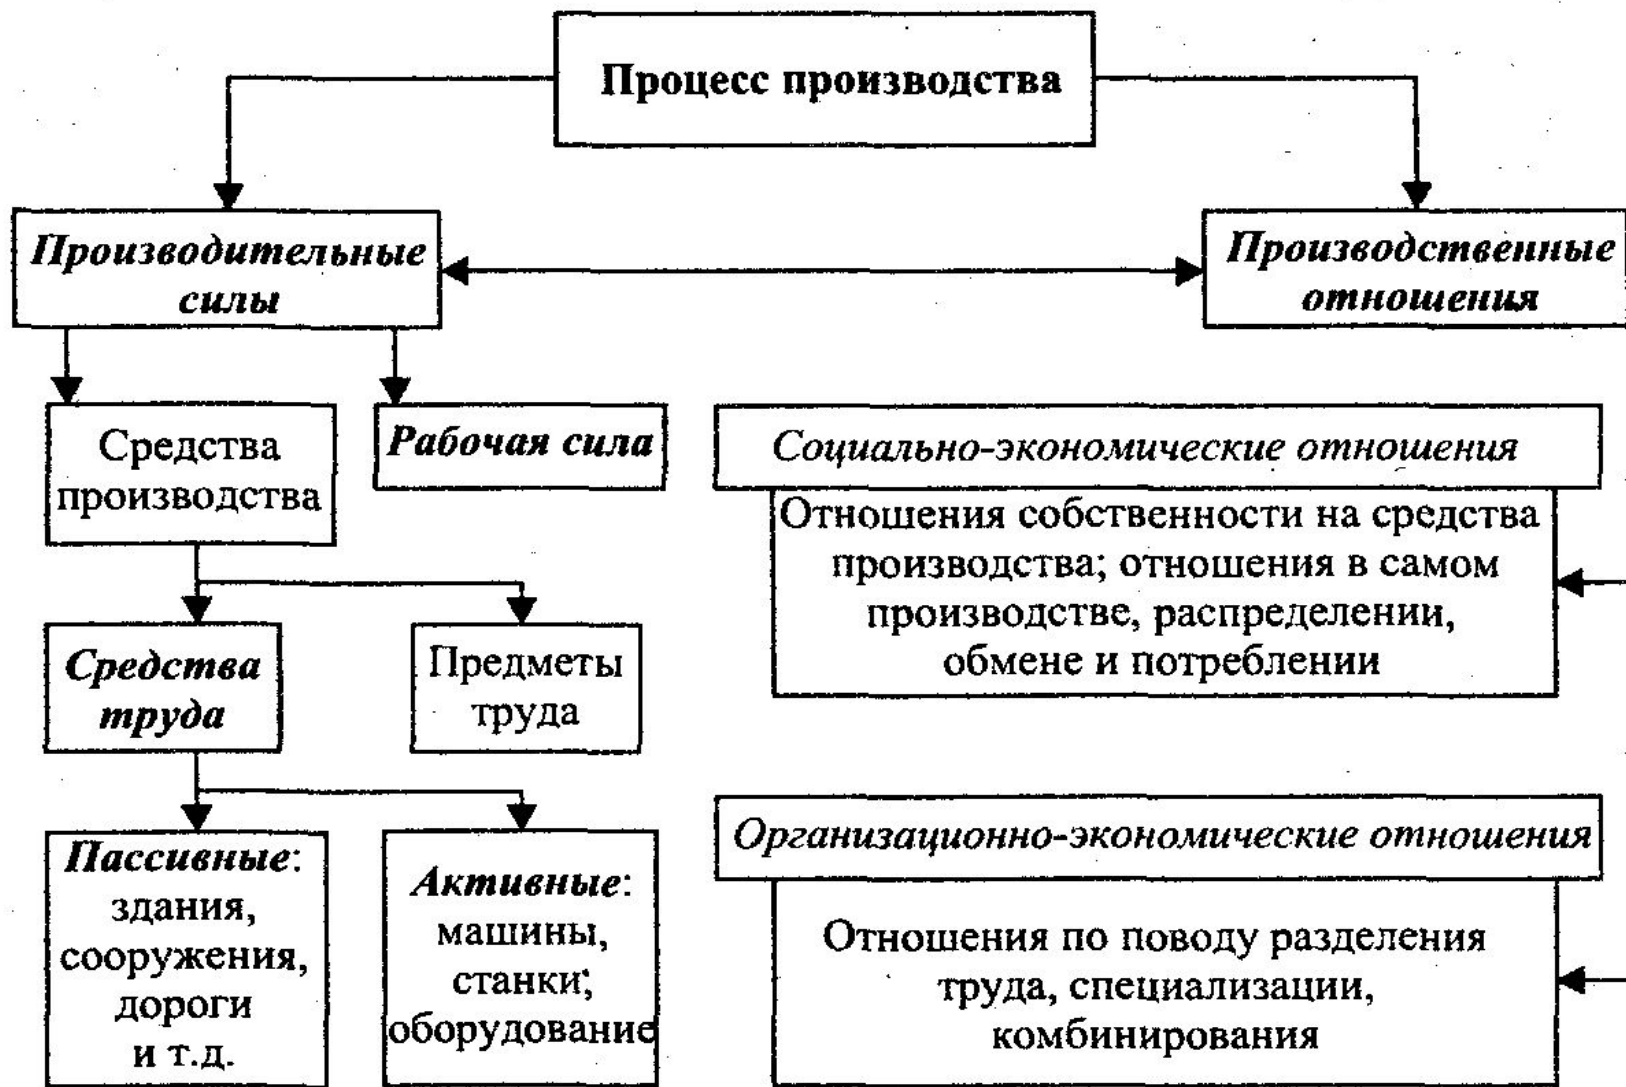 Процесс производства
Производительные
силы
Производственные
отношения
Средства
производства
Рабочая сила
Социально-экономические отношения
Отношения собственности на средства
производства; отношения в самом
производстве, распределении,
обмене и потреблении
Средства
труда
Предметы
труда
Пассивные:
здания,
сооружения,
дороги
и т.д.
Активные:
машины,
станки;
оборудование
Организационно-экономические отношения
Отношения по поводу разделения
труда, специализации,
комбинирования